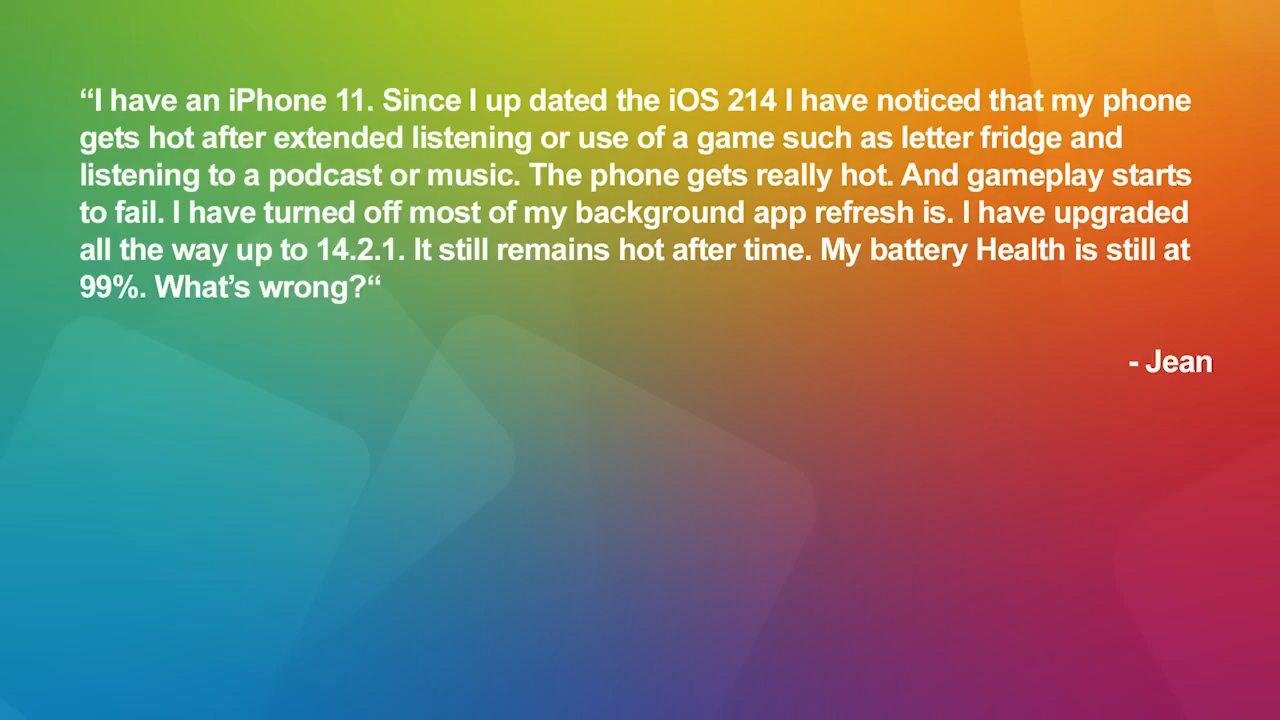 “I have an iPhone 11. Since I up dated the iOS 214 I have noticed that my phone
gets hot after extended listening or use of a game such as letter fridge and
listening to a podcast or music. The phone gets really hot. And gameplay starts
to fail. I have turned off most of my background app refresh is. I have upgraded
all the way up to 14.2.1. It still remains hot after time. My battery Health is still at
99%. What’s wrong?“
- Jean